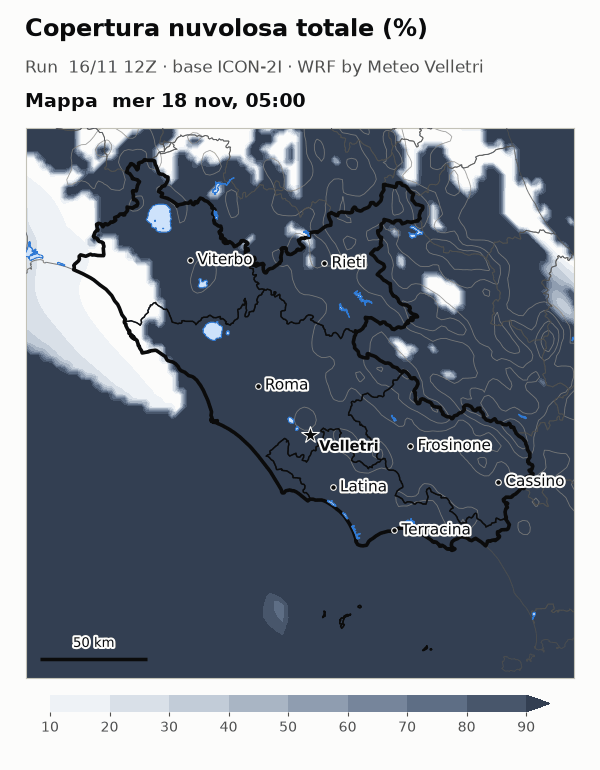 Copertura nuvolosa totale (%)
Run  16/11 12Z · base ICON-2I · WRF by Meteo Velletri
Mappa  mer 18 nov, 05:00
Viterbo
Rieti
Roma
Velletri
Frosinone
Latina
Cassino
Terracina
50 km
10 20 30 40 50 60 70 80 90